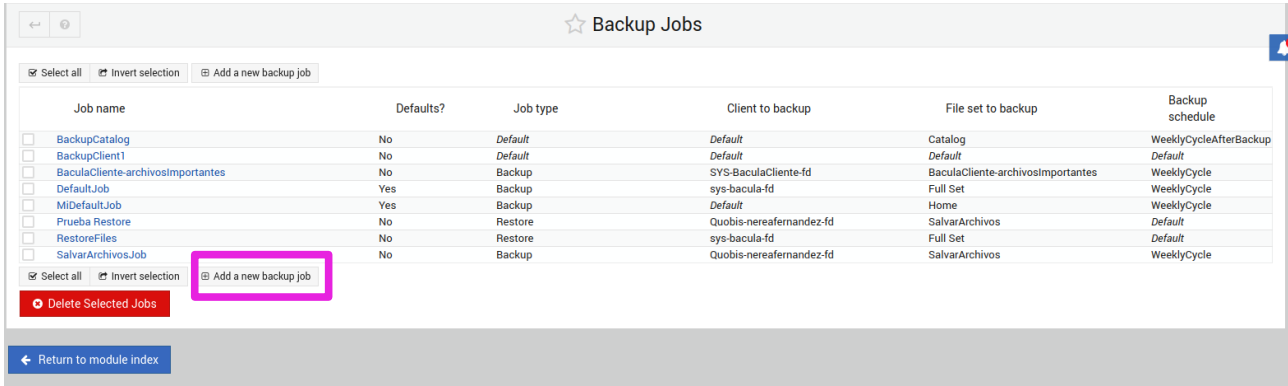 Backup Jobs
Select all Invert selection Add a new backup job
Job name Defaults? Job type Client to backup File set to backup Backup schedule
BackupCatalog No Default Default Catalog WeeklyCycleAfterBackup
BackupClient1 No Default Default Default Default
BaculaCliente-archivosImportantes No Backup SYS-BaculaCliente-fd BaculaCliente-archivosImportantes WeeklyCycle
DefaultJob Yes Backup sys-bacula-fd Full Set WeeklyCycle
MiDefaultJob Yes Backup Default Home WeeklyCycle
Prueba Restore No Restore Quobis-nereafernandez-fd SalvarArchivos Default
RestoreFiles No Restore sys-bacula-fd Full Set Default
SalvarArchivosJob No Backup Quobis-nereafernandez-fd SalvarArchivos WeeklyCycle
Select all Invert selection Add a new backup job
Delete Selected Jobs
Return to module index